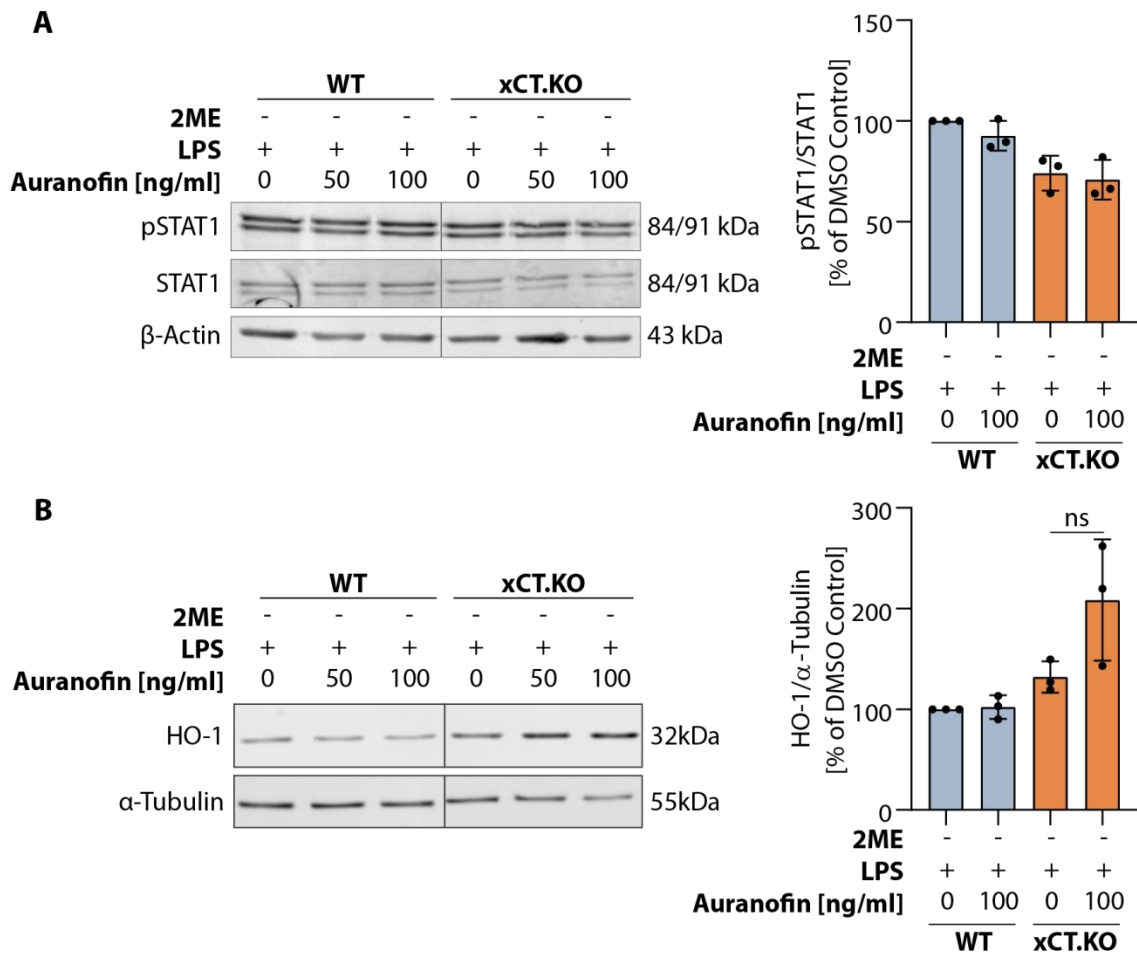 A
WT xCT.KO
2ME - - - - - -
LPS + + + + + +
Auranofin [ng/ml] 0 50 100 0 50 100
pSTAT1 84/91 kDa
STAT1 84/91 kDa
β-Actin 43 kDa
pSTAT1/STAT1
[% of DMSO Control]
150
100
50
0
2ME - - - -
LPS + + + +
Auranofin [ng/ml] 0 100 0 100
WT xCT.KO
B
WT xCT.KO
2ME - - - - - -
LPS + + + + + +
Auranofin [ng/ml] 0 50 100 0 50 100
HO-1 32kDa
α-Tubulin 55kDa
HO-1/α-Tubulin
[% of DMSO Control]
300
200
100
0
ns
2ME - - - -
LPS + + + +
Auranofin [ng/ml] 0 100 0 100
WT xCT.KO